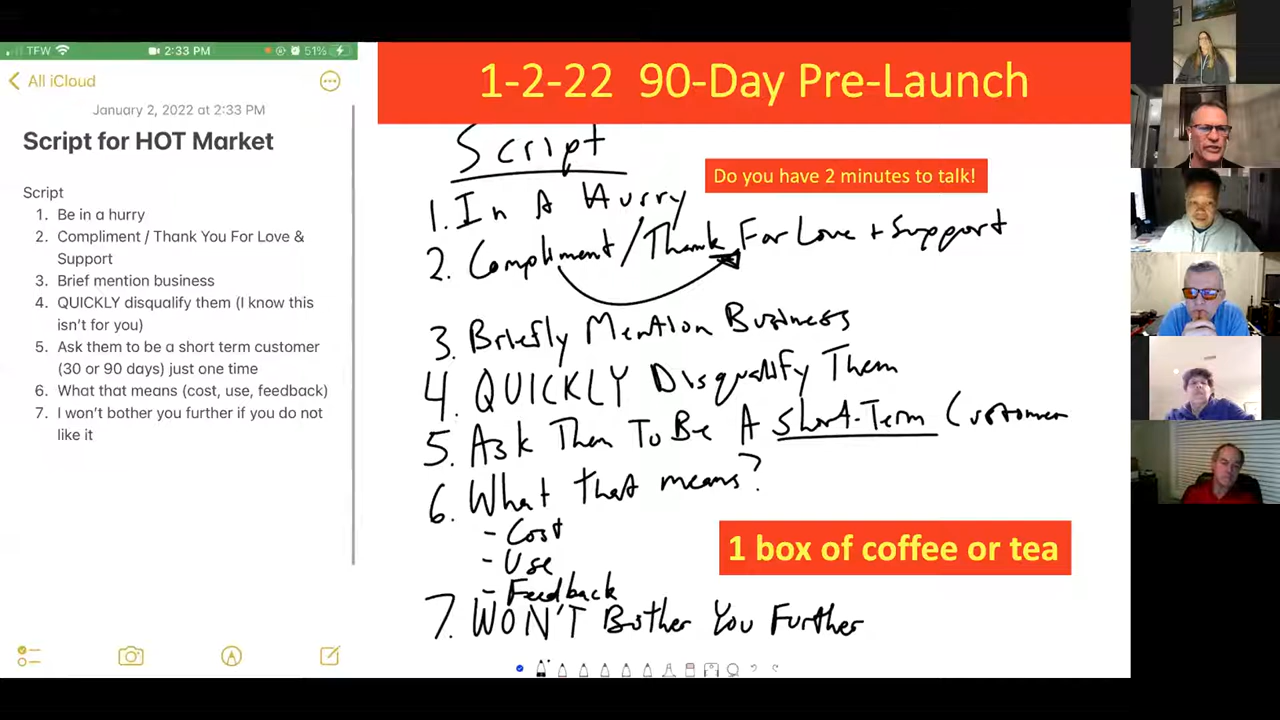 TFW 2:33 PM 51%
All iCloud
January 2, 2022 at 2:33 PM
Script for HOT Market
Script
1. Be in a hurry
2. Compliment / Thank You For Love &
Support
3. Brief mention business
4. QUICKLY disqualify them (I know this
isn't for you)
5. Ask them to be a short term customer
(30 or 90 days) just one time
6. What that means (cost, use, feedback)
7. I won't bother you further if you do not
like it
1-2-22 90-Day Pre-Launch
Script
Do you have 2 minutes to talk!
1. In A Hurry
2. Compliment / Thank For Love + Support
3. Briefly Mention Business
4. QUICKLY Disqualify Them
5. Ask Them To Be A Short-Term Customer
6. What that means?
- Cost
- Use
- Feedback
1 box of coffee or tea
7. WON'T Bother You Further